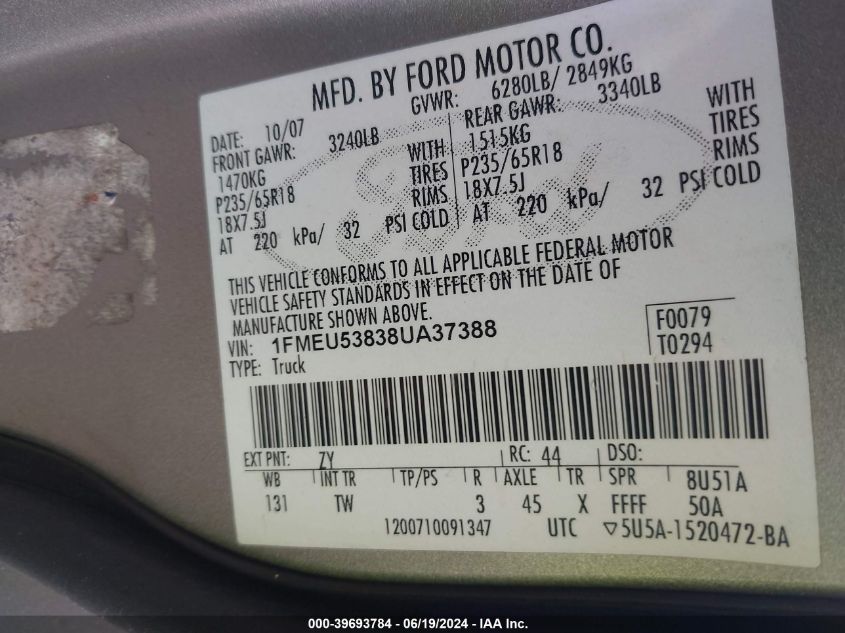 MFD. BY FORD MOTOR CO.
DATE: 10/07 GVWR: 6280LB/ 2849KG
FRONT GAWR: 3240LB REAR GAWR: 3340LB
1470KG WITH 1515KG WITH
P235/65R18 TIRES P235/65R18 TIRES
18X7.5J RIMS 18X7.5J RIMS
AT 220 kPa/ 32 PSI COLD AT 220 kPa/ 32 PSI COLD
THIS VEHICLE CONFORMS TO ALL APPLICABLE FEDERAL MOTOR
VEHICLE SAFETY STANDARDS IN EFFECT ON THE DATE OF
MANUFACTURE SHOWN ABOVE.
VIN: 1FMEU53838UA37388 F0079
TYPE: Truck T0294
EXT PNT: ZY RC: 44 DSO:
WB INT TR TP/PS R AXLE TR SPR 8U51A
131 TW 3 45 X FFFF 50A
1200710091347 UTC ▽5U5A-1520472-BA
Ford
000-39693784 - 06/19/2024 - IAA Inc.